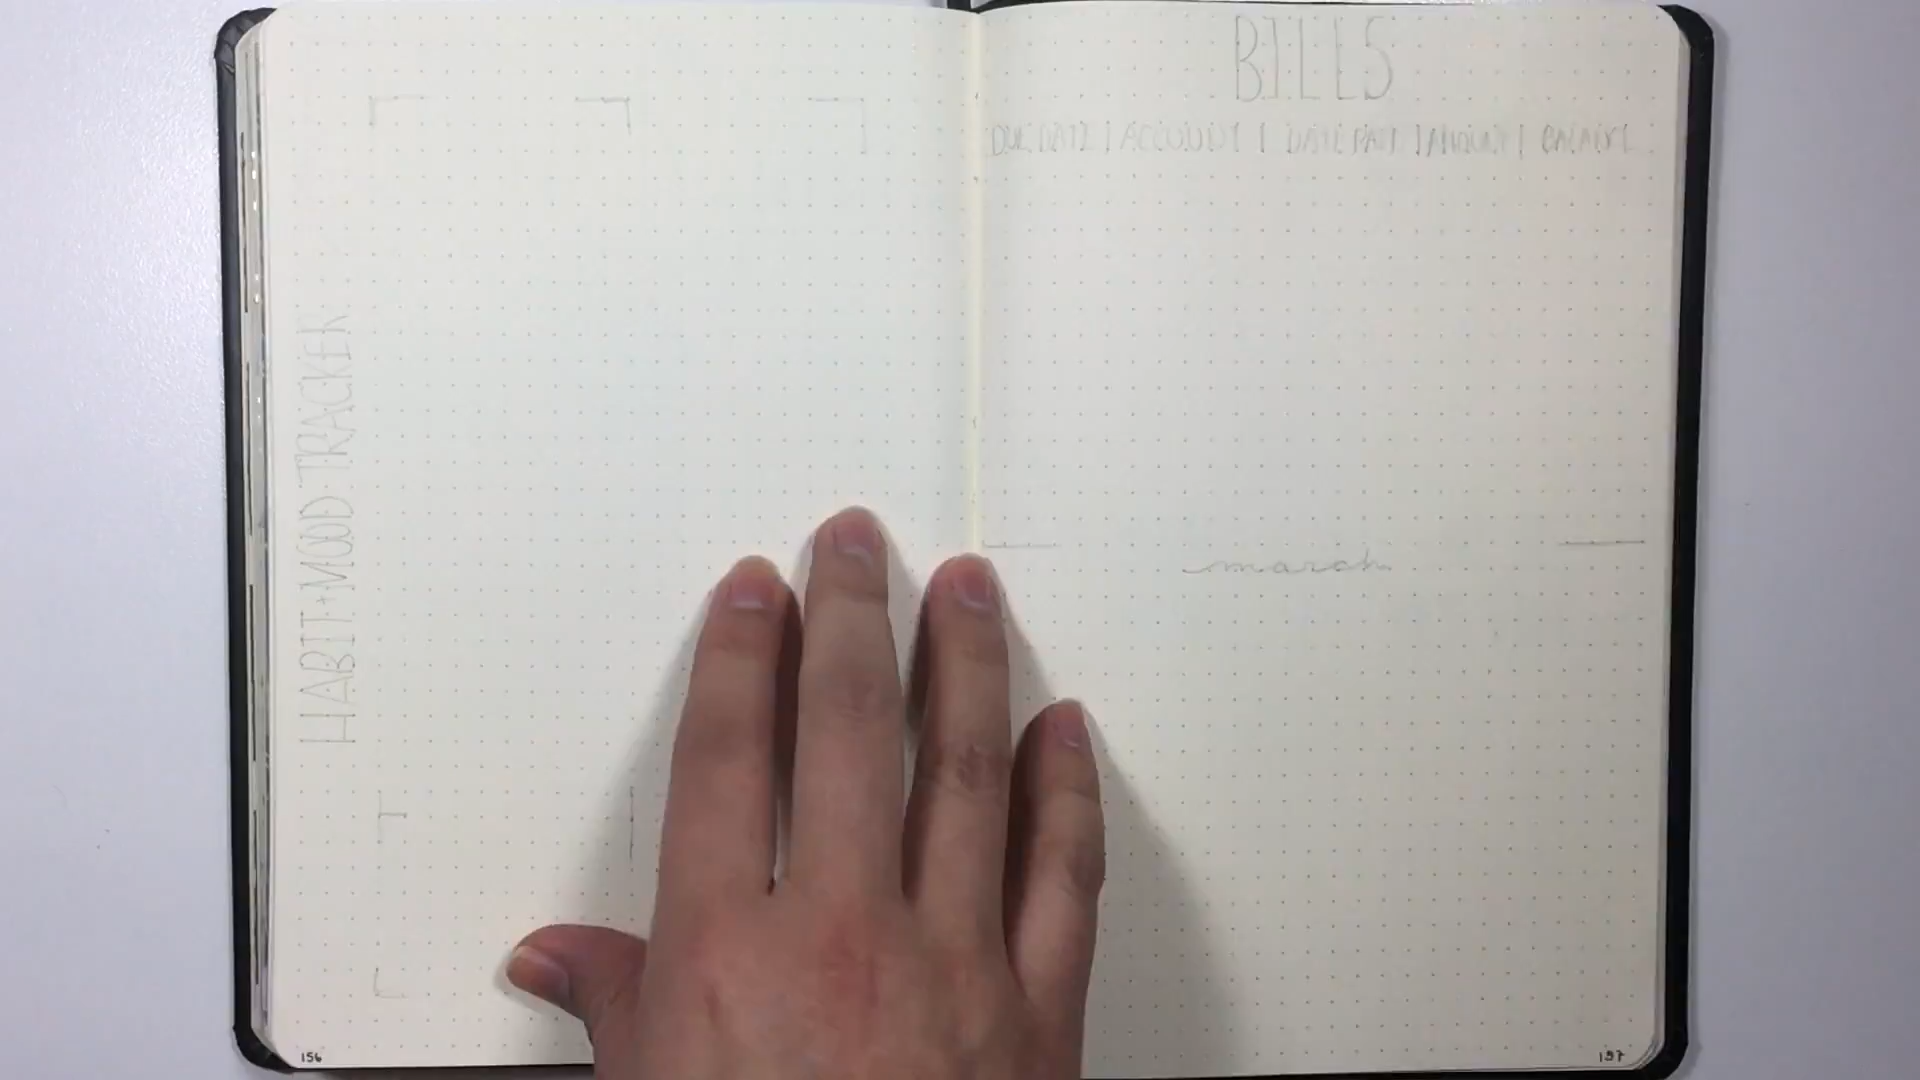 HABIT + MOOD TRACKER
BILLS
DUE DATE | ACCOUNT | DATE PAID | AMOUNT | BALANCE
march
156
157